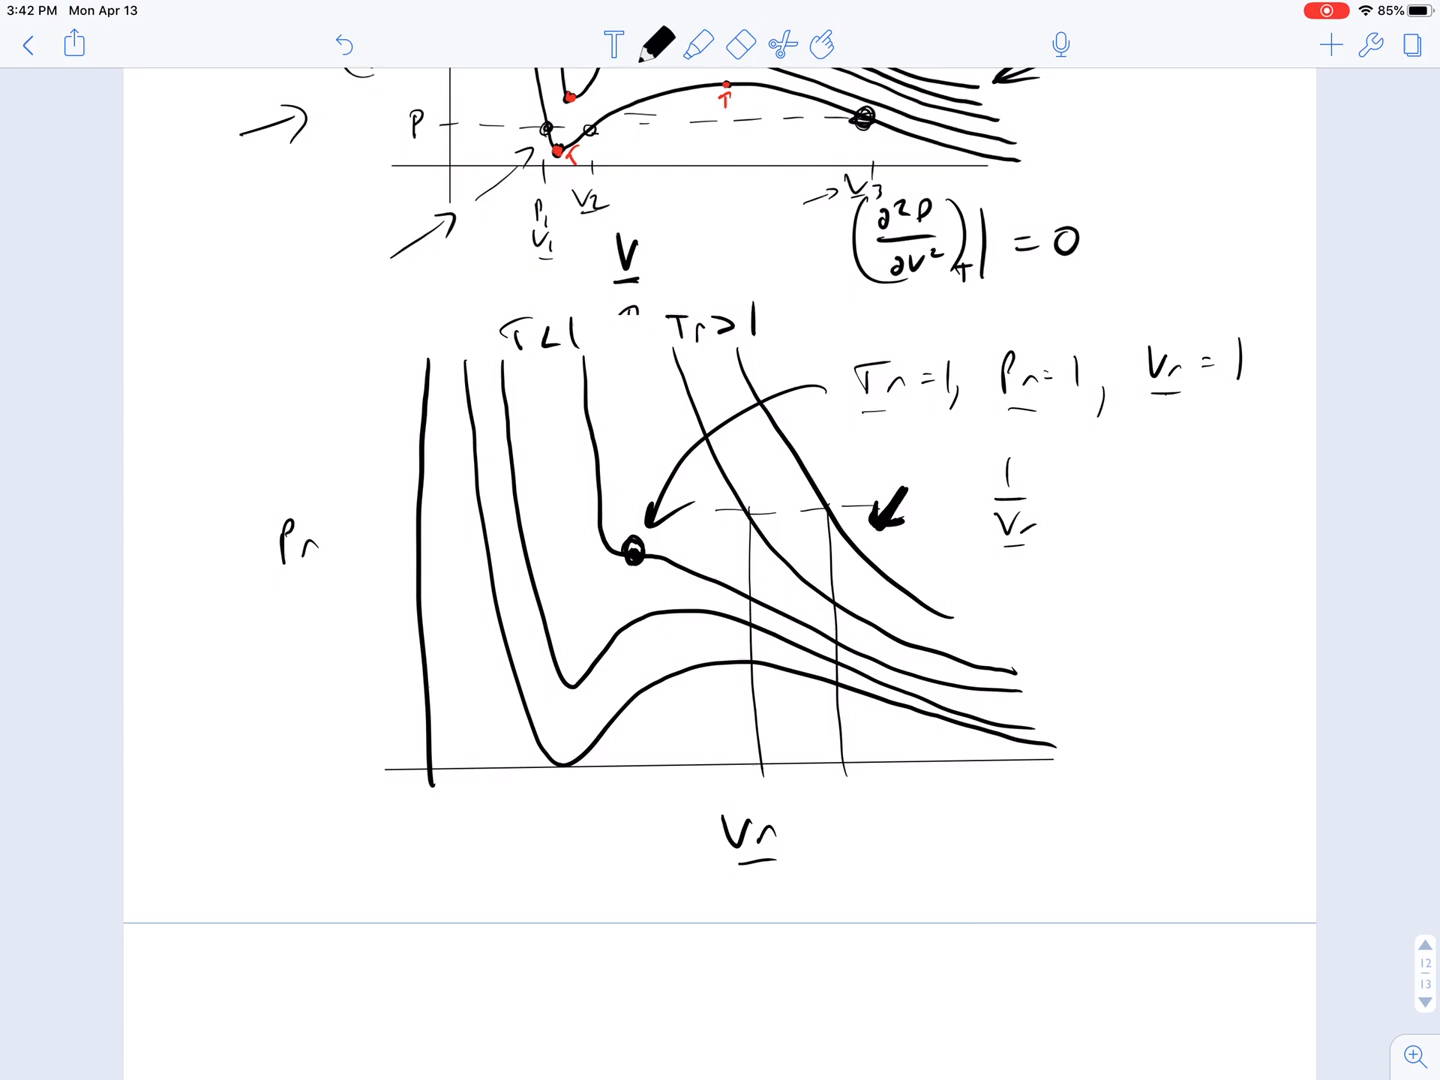 3:42 PM Mon Apr 13
85%
T
P
T
T
P₁
V₁
V₂
V₃
(∂²P/∂V²)_T| = 0
V
T < 1
Tr > 1
Tr = 1, Pr = 1, Vr = 1
1/Vr
Pr
Vr
12
13